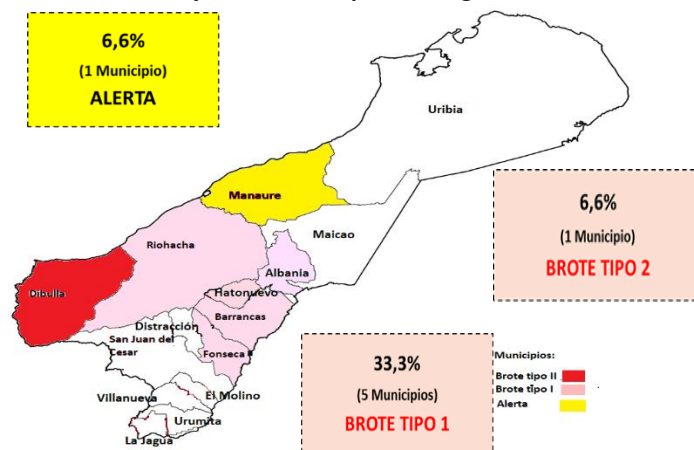 6,6%
(1 Municipio)
ALERTA
Uribia
Manaure
6,6%
(1 Municipio)
BROTE TIPO 2
Maicao
Riohacha
Albania
Dibulla
Hatonuevo
Barrancas
Distracción
San Juan del
Cesar
Fonseca
33,3%
(5 Municipios)
BROTE TIPO 1
Municipios:
Brote tipo II
Brote tipo I
Alerta
Villanueva
El Molino
Urumita
La Jagua